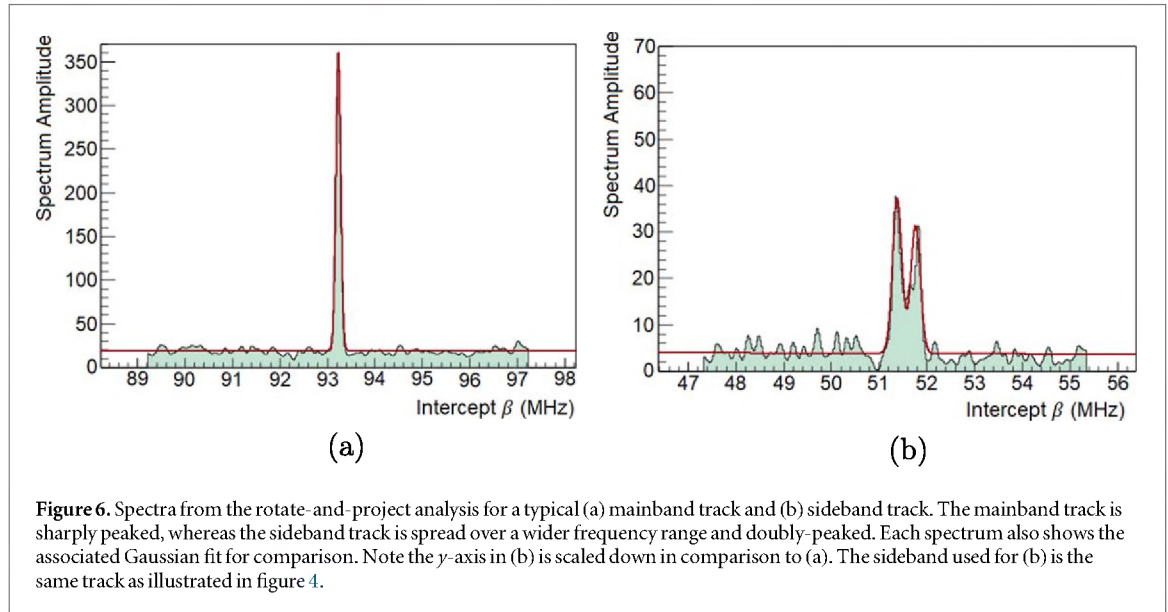 Spectrum Amplitude
350
300
250
200
150
100
50
0
89 90 91 92 93 94 95 96 97 98
Intercept β (MHz)
(a)
Spectrum Amplitude
70
60
50
40
30
20
10
0
47 48 49 50 51 52 53 54 55 56
Intercept β (MHz)
(b)
Figure 6. Spectra from the rotate-and-project analysis for a typical (a) mainband track and (b) sideband track. The mainband track is
sharply peaked, whereas the sideband track is spread over a wider frequency range and doubly-peaked. Each spectrum also shows the
associated Gaussian fit for comparison. Note the y-axis in (b) is scaled down in comparison to (a). The sideband used for (b) is the
same track as illustrated in figure 4.